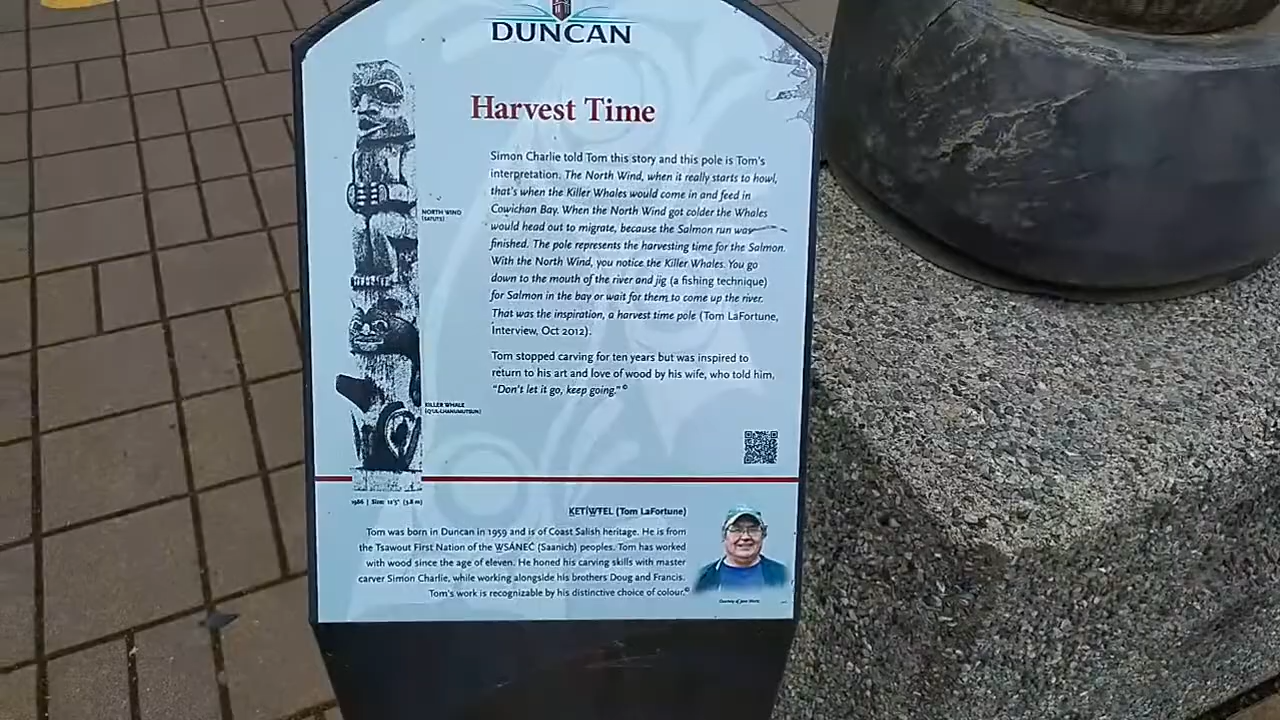 DUNCAN
Harvest Time
Simon Charlie told Tom this story and this pole is Tom's
interpretation. The North Wind, when it really starts to howl,
that's when the Killer Whales would come in and feed in
Cowichan Bay. When the North Wind got colder the Whales
would head out to migrate, because the Salmon run was
finished. The pole represents the harvesting time for the Salmon.
With the North Wind, you notice the Killer Whales. You go
down to the mouth of the river and jig (a fishing technique)
for Salmon in the bay or wait for them to come up the river.
That was the inspiration, a harvest time pole (Tom LaFortune,
Interview, Oct 2012).
Tom stopped carving for ten years but was inspired to
return to his art and love of wood by his wife, who told him,
"Don't let it go, keep going."©
NORTH WIND
KILLER WHALE
1986 | Size: 12'5" (3.8 m)
KETIWTEL (Tom LaFortune)
Tom was born in Duncan in 1959 and is of Coast Salish heritage. He is from
the Tsawout First Nation of the W̱SÁNEĆ (Saanich) peoples. Tom has worked
with wood since the age of eleven. He honed his carving skills with master
carver Simon Charlie, while working alongside his brothers Doug and Francis.
Tom's work is recognizable by his distinctive choice of colour.©